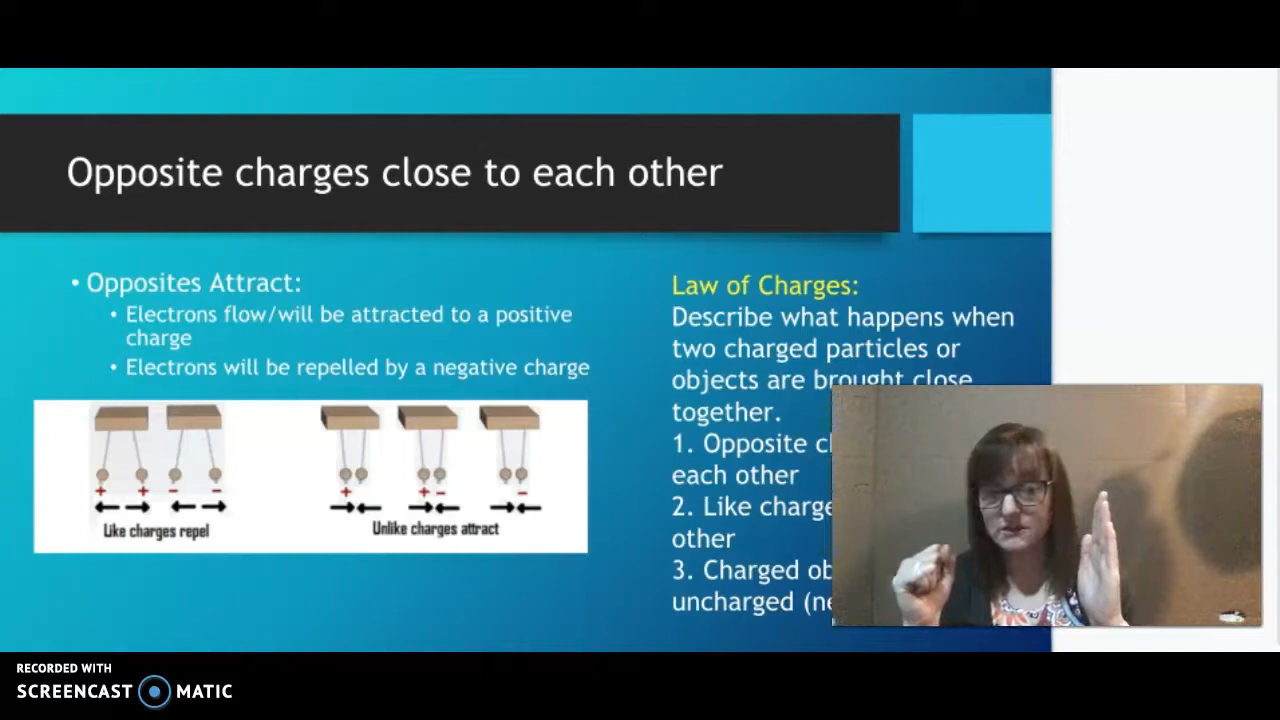 Opposite charges close to each other
• Opposites Attract:
• Electrons flow/will be attracted to a positive
charge
• Electrons will be repelled by a negative charge
+ + - -
Like charges repel
+ + - -
Unlike charges attract
Law of Charges:
Describe what happens when
two charged particles or
objects are brought close
together.
1. Opposite
each other
2. Like
other
3. Charged
uncharged
RECORDED WITH
SCREENCAST MATIC